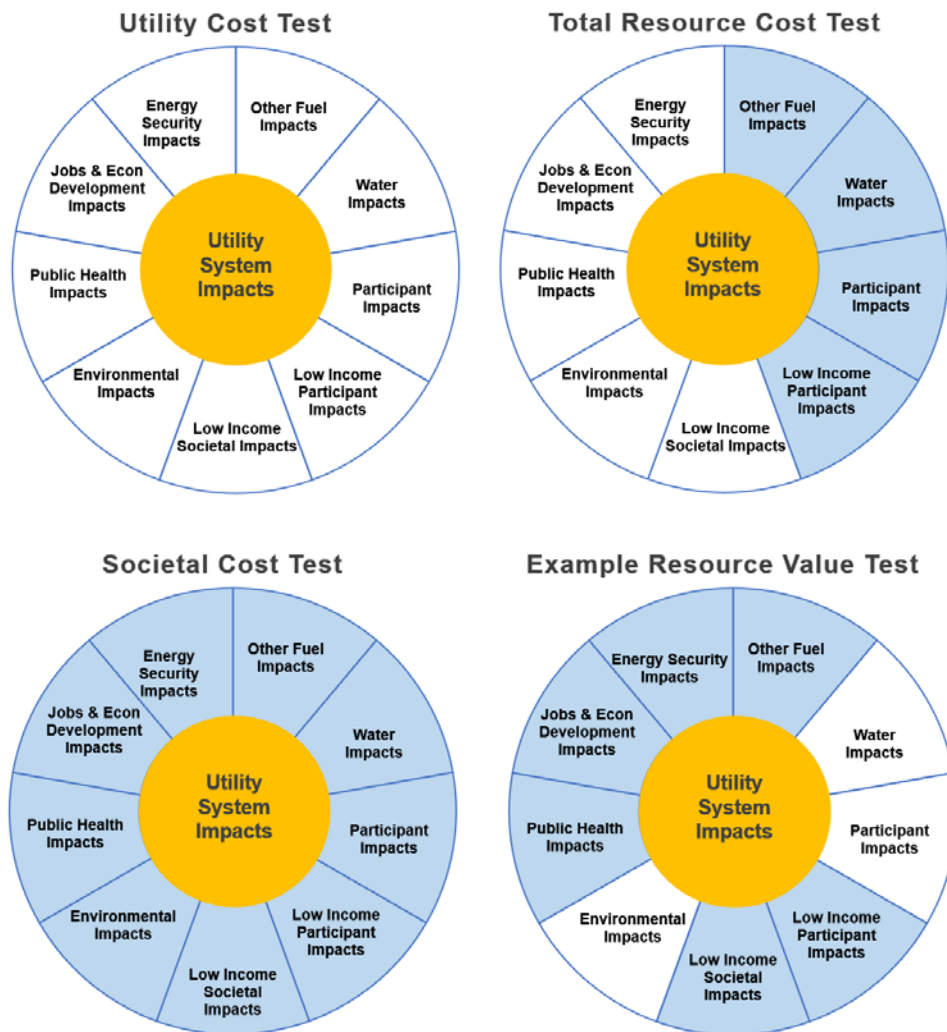 Utility Cost Test
Energy
Security
Impacts
Other Fuel
Impacts
Jobs & Econ
Development
Impacts
Water
Impacts
Utility
System
Impacts
Public Health
Impacts
Participant
Impacts
Environmental
Impacts
Low Income
Participant
Impacts
Low Income
Societal Impacts
Total Resource Cost Test
Energy
Security
Impacts
Other Fuel
Impacts
Jobs & Econ
Development
Impacts
Water
Impacts
Utility
System
Impacts
Public Health
Impacts
Participant
Impacts
Environmental
Impacts
Low Income
Participant
Impacts
Low Income
Societal Impacts
Societal Cost Test
Energy
Security
Impacts
Other Fuel
Impacts
Jobs & Econ
Development
Impacts
Water
Impacts
Utility
System
Impacts
Public Health
Impacts
Participant
Impacts
Environmental
Impacts
Low Income
Participant
Impacts
Low Income
Societal
Impacts
Example Resource Value Test
Energy Security
Impacts
Other Fuel
Impacts
Jobs & Econ
Development
Impacts
Water
Impacts
Utility
System
Impacts
Public Health
Impacts
Participant
Impacts
Environmental
Impacts
Low Income
Participant
Impacts
Low Income
Societal
Impacts